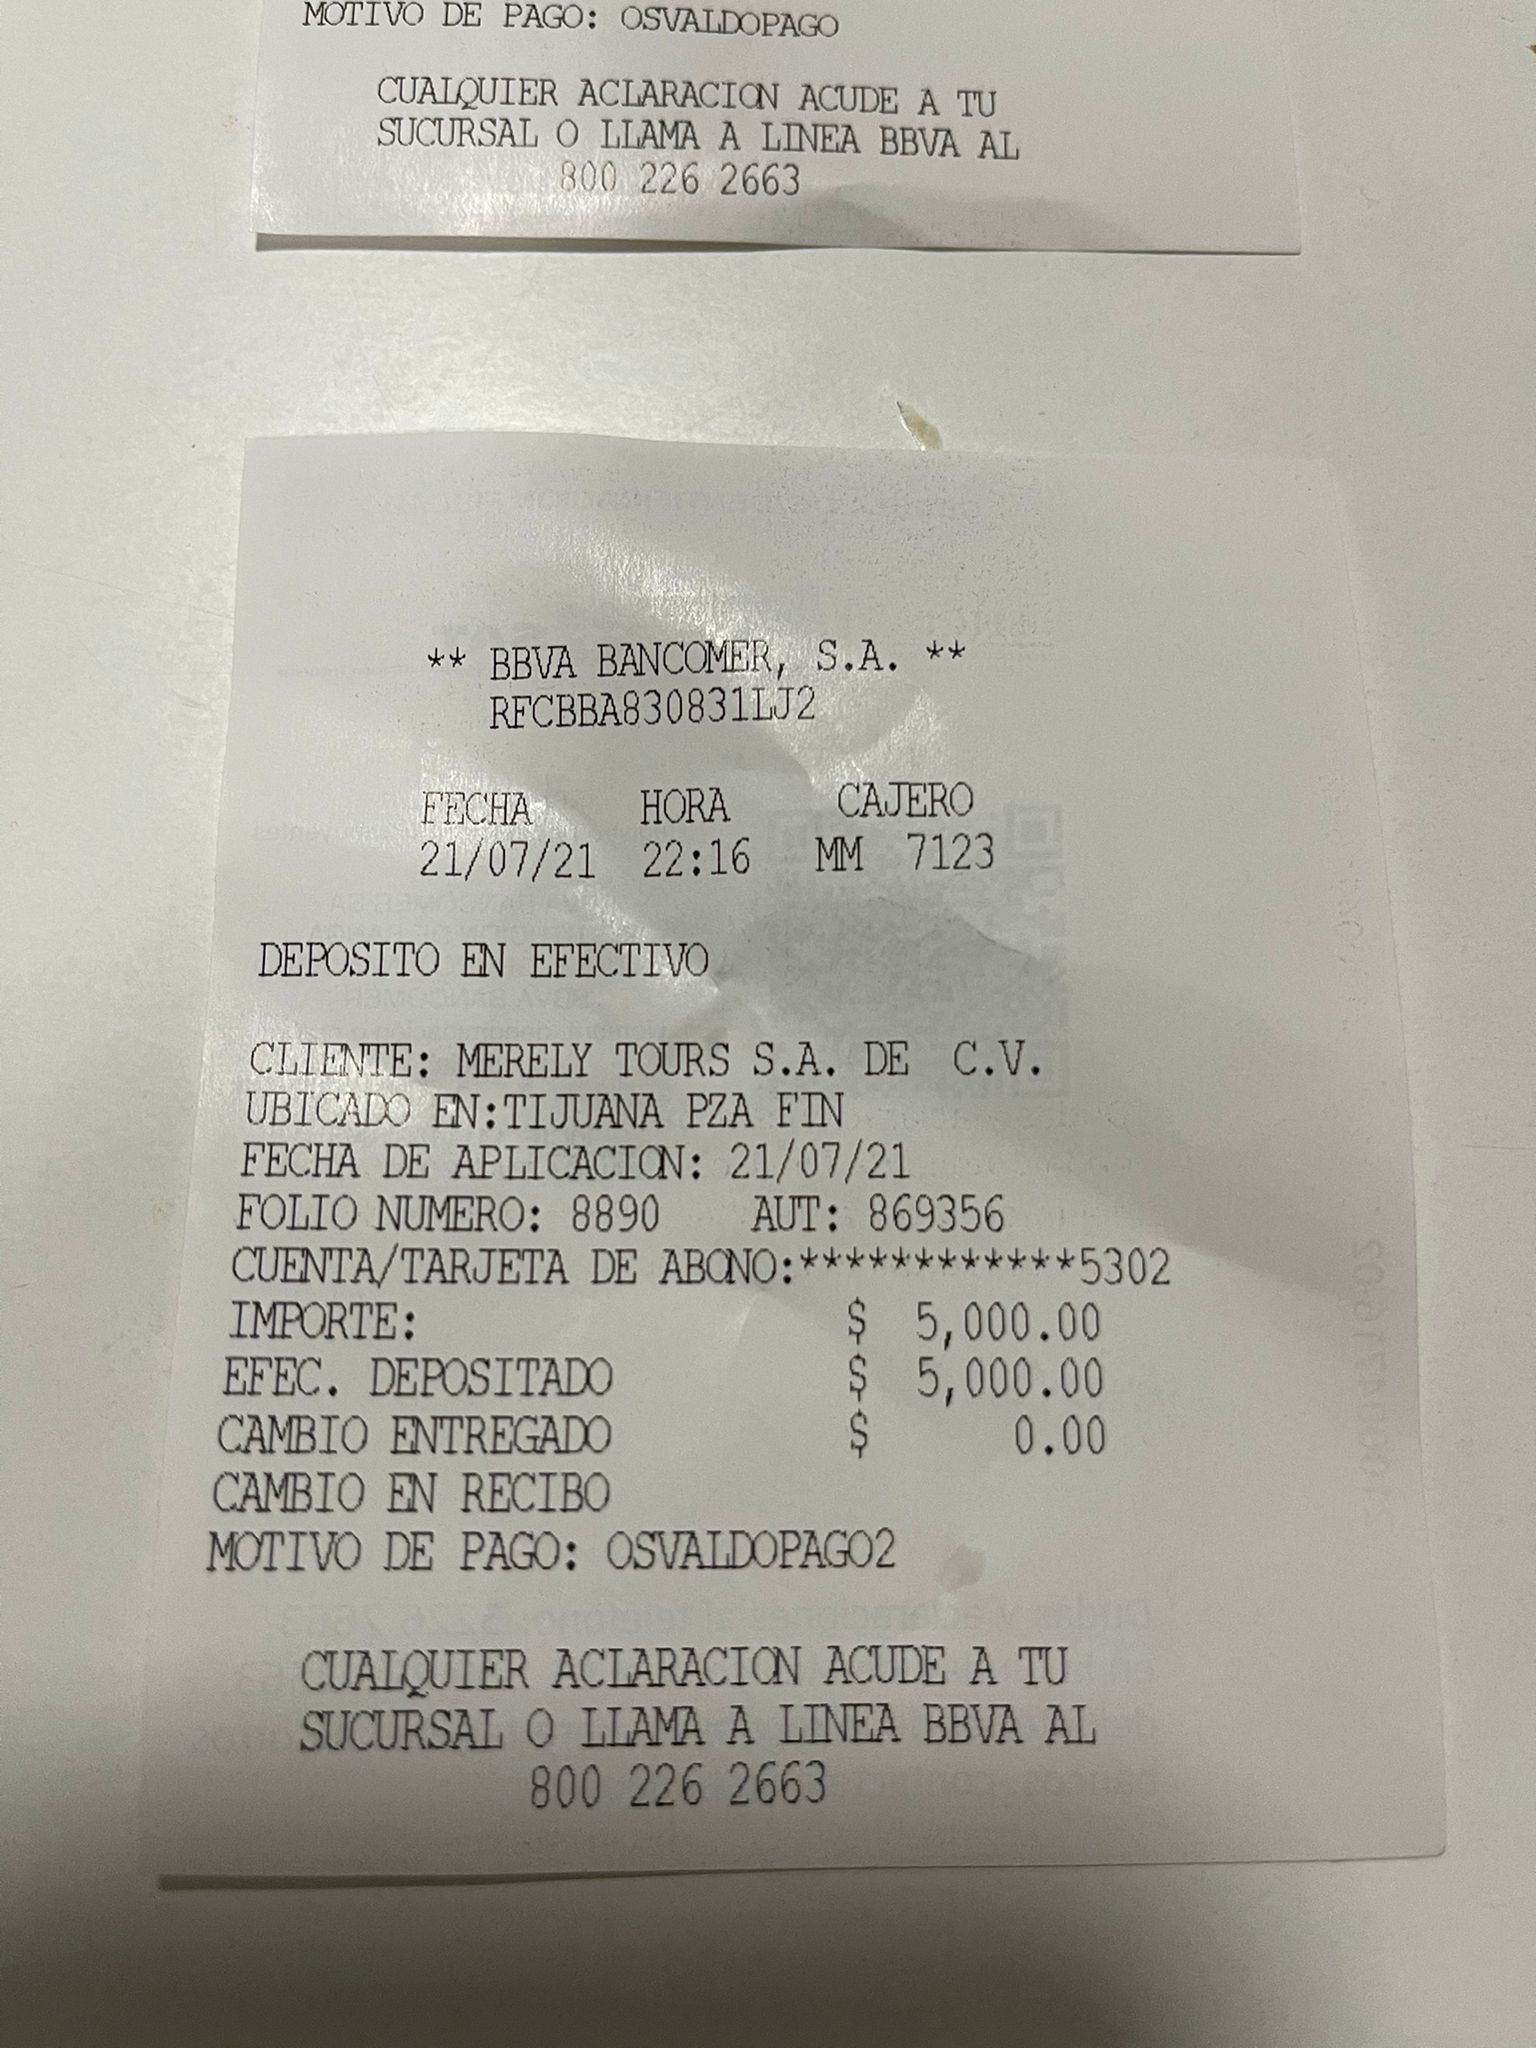 MOTIVO DE PAGO: OSVALDOPAGO
CUALQUIER ACLARACION ACUDE A TU
SUCURSAL O LLAMA A LINEA BBVA AL
800 226 2663
** BBVA BANCOMER, S.A. **
RFCBBA830831LJ2
FECHA HORA CAJERO
21/07/21 22:16 MM 7123
DEPOSITO EN EFECTIVO
CLIENTE: MERELY TOURS S.A. DE C.V.
UBICADO EN:TIJUANA PZA FIN
FECHA DE APLICACION: 21/07/21
FOLIO NUMERO: 8890 AUT: 869356
CUENTA/TARJETA DE ABONO:************5302
IMPORTE: $ 5,000.00
EFEC. DEPOSITADO $ 5,000.00
CAMBIO ENTREGADO $ 0.00
CAMBIO EN RECIBO
MOTIVO DE PAGO: OSVALDOPAGO2
CUALQUIER ACLARACION ACUDE A TU
SUCURSAL O LLAMA A LINEA BBVA AL
800 226 2663